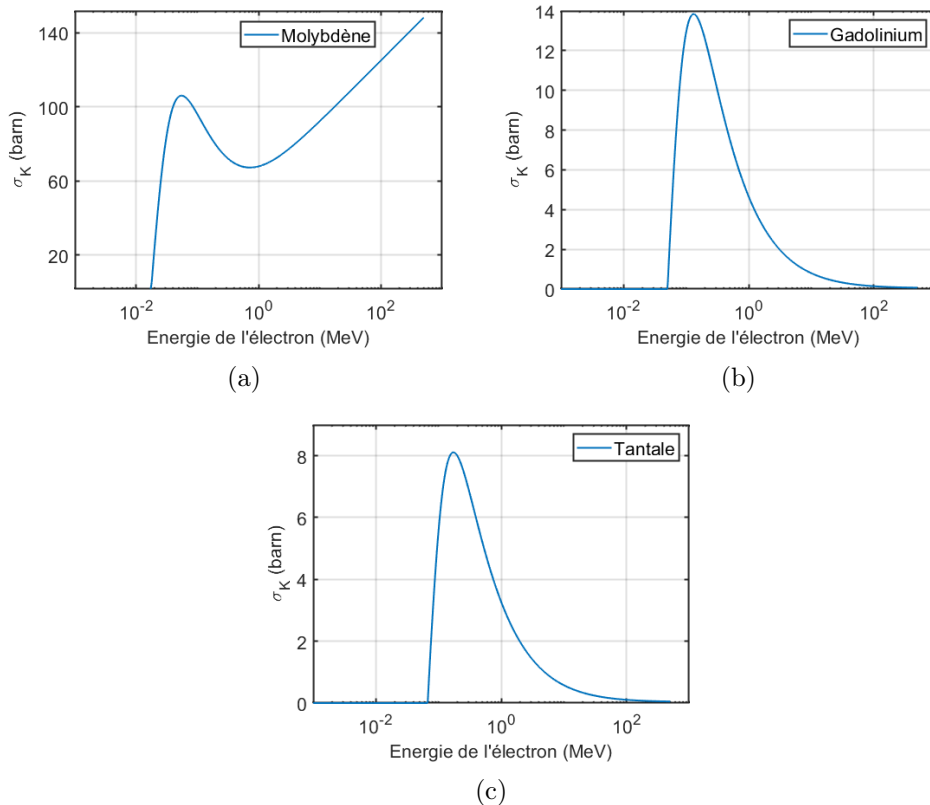 Molybdène
140
100
60
20
σK (barn)
10-2
100
102
Energie de l'électron (MeV)
(a)
Gadolinium
14
12
10
8
6
4
2
0
σK (barn)
10-2
100
102
Energie de l'électron (MeV)
(b)
Tantale
8
6
4
2
0
σK (barn)
10-2
100
102
Energie de l'électron (MeV)
(c)